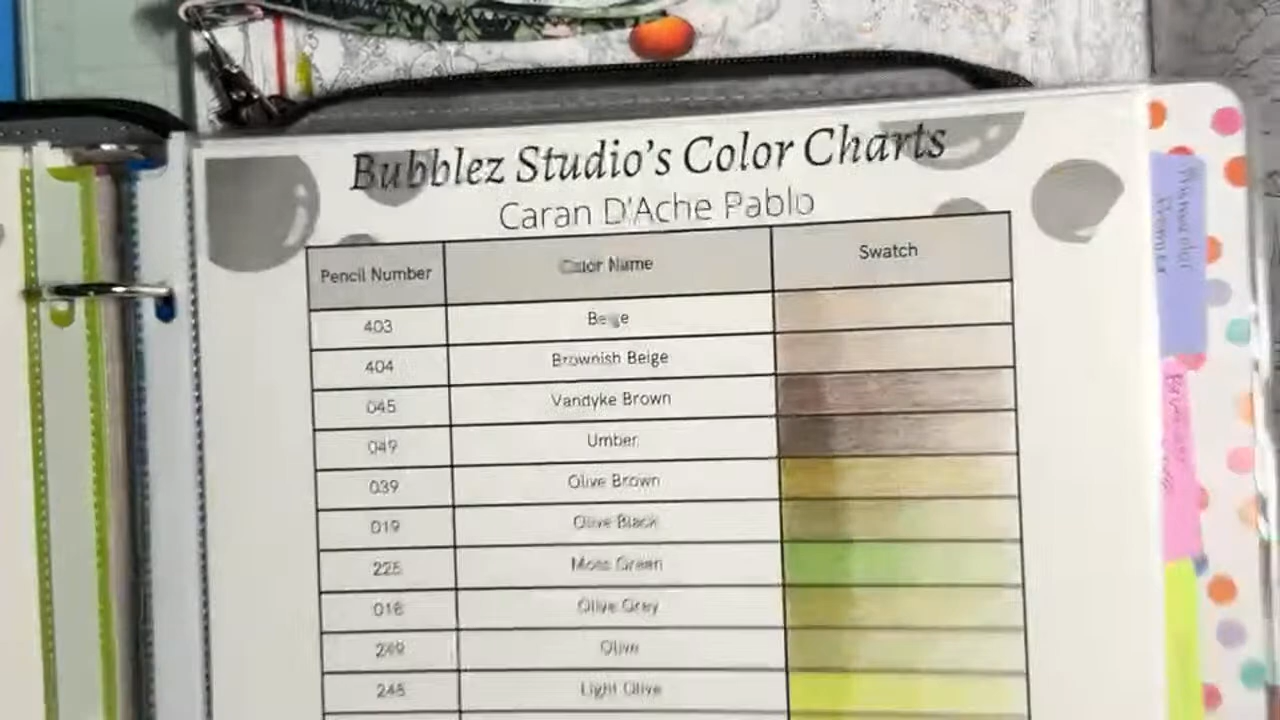 Bubblez Studio's Color Charts
Caran D'Ache Pablo
Pencil Number Color Name Swatch
403 Beige
404 Brownish Beige
045 Vandyke Brown
049 Umber
039 Olive Brown
019 Olive Black
225 Moss Green
018 Olive Grey
249 Olive
245 Light Olive